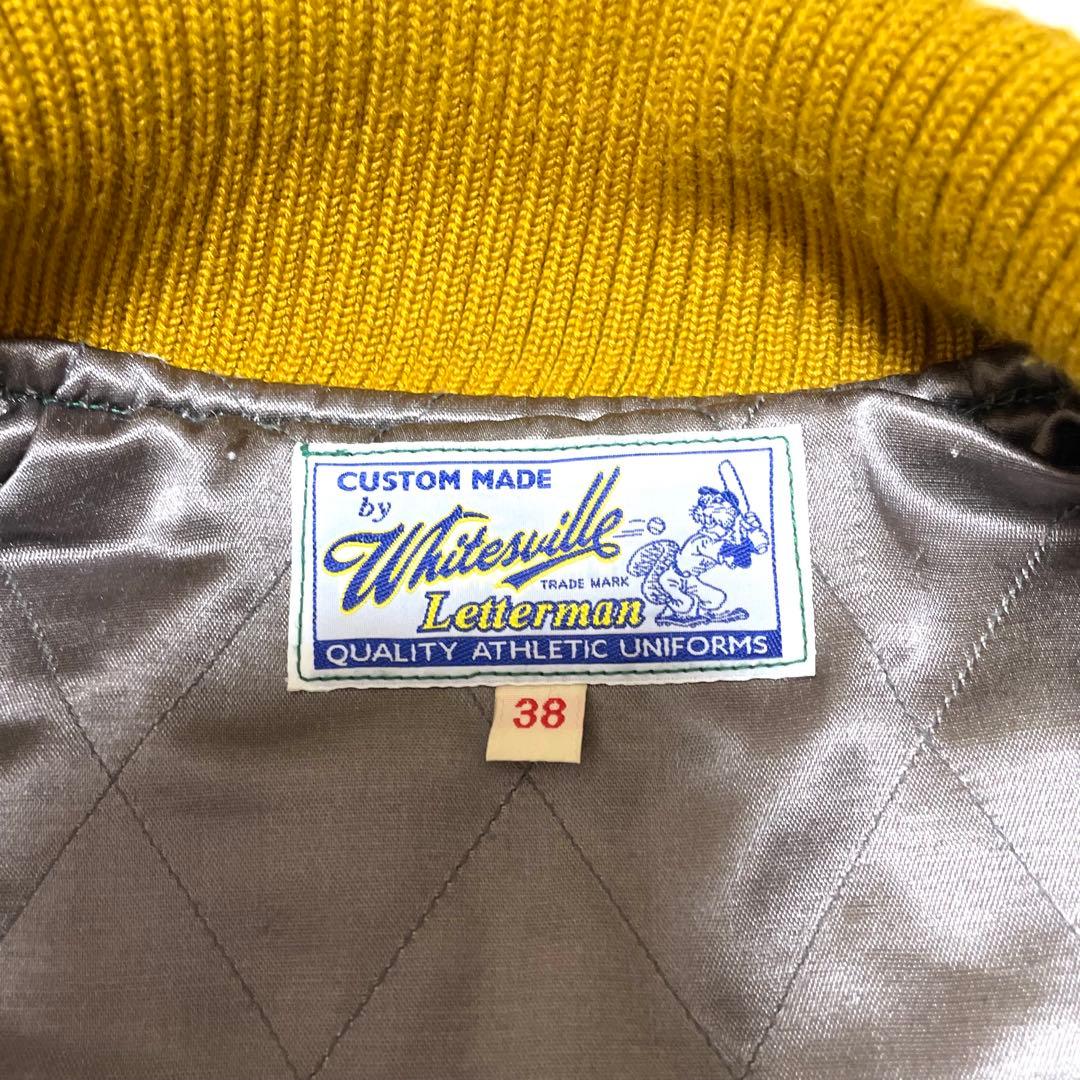 CUSTOM MADE
by
Whitesville
TRADE MARK
Letterman
QUALITY ATHLETIC UNIFORMS
38